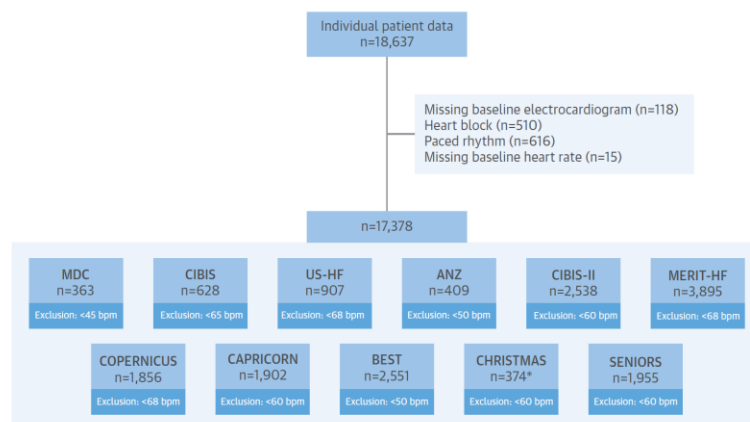 Individual patient data
n=18,637
Missing baseline electrocardiogram (n=118)
Heart block (n=510)
Paced rhythm (n=616)
Missing baseline heart rate (n=15)
n=17,378
MDC
n=363
Exclusion: <45 bpm
CIBIS
n=628
Exclusion: <65 bpm
US-HF
n=907
Exclusion: <68 bpm
ANZ
n=409
Exclusion: <50 bpm
CIBIS-II
n=2,538
Exclusion: <60 bpm
MERIT-HF
n=3,895
Exclusion: <68 bpm
COPERNICUS
n=1,856
Exclusion: <68 bpm
CAPRICORN
n=1,902
Exclusion: <60 bpm
BEST
n=2,551
Exclusion: <50 bpm
CHRISTMAS
n=374*
Exclusion: <60 bpm
SENIORS
n=1,955
Exclusion: <60 bpm